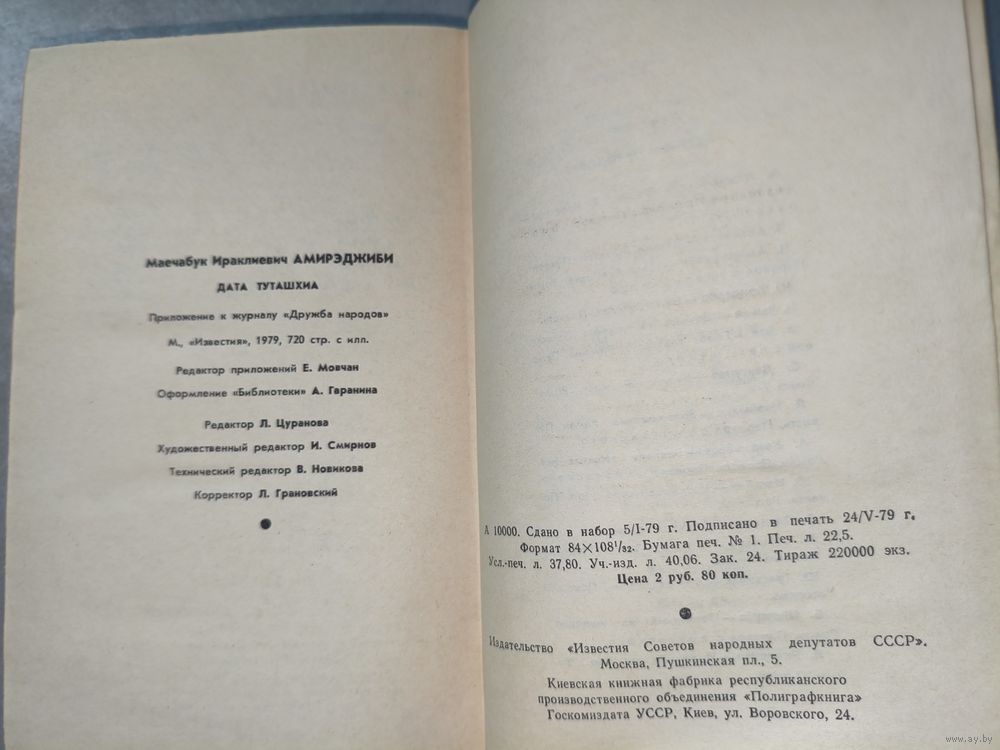 Маечабук Ираклиевич АМИРЭДЖИБИ
ДАТА ТУТАШХИА
Приложение к журналу «Дружба народов»
М., «Известия», 1979, 720 стр. с илл.
Редактор приложений Е. Мовчан
Оформление «Библиотеки» А. Гаранина
Редактор Л. Цуранова
Художественный редактор И. Смирнов
Технический редактор В. Новикова
Корректор Л. Грановский
А 10000. Сдано в набор 5/I-79 г. Подписано в печать 24/V-79 г.
Формат 84×108¹/₃₂. Бумага печ. № 1. Печ. л. 22,5.
Усл.-печ. л. 37,80. Уч.-изд. л. 40,06. Зак. 24. Тираж 220000 экз.
Цена 2 руб. 80 коп.
Издательство «Известия Советов народных депутатов СССР».
Москва, Пушкинская пл., 5.
Киевская книжная фабрика республиканского
производственного объединения «Полиграфкнига»
Госкомиздата УССР, Киев, ул. Воровского, 24.
www.ay.by